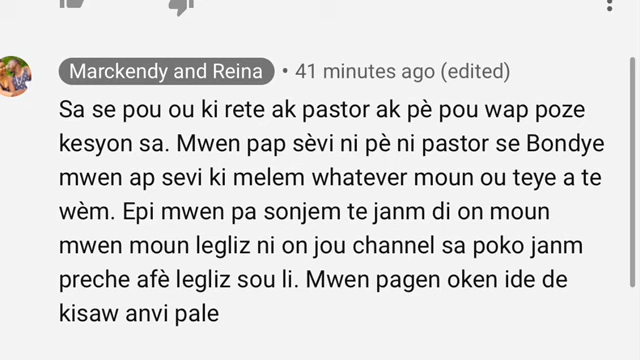 Marckendy and Reina • 41 minutes ago (edited)
Sa se pou ou ki rete ak pastor ak pè pou wap poze
kesyon sa. Mwen pap sèvi ni pè ni pastor se Bondye
mwen ap sevi ki melem whatever moun ou teye a te
wèm. Epi mwen pa sonjem te janm di on moun
mwen moun legliz ni on jou channel sa poko janm
preche afè legliz sou li. Mwen pagen oken ide de
kisaw anvi pale